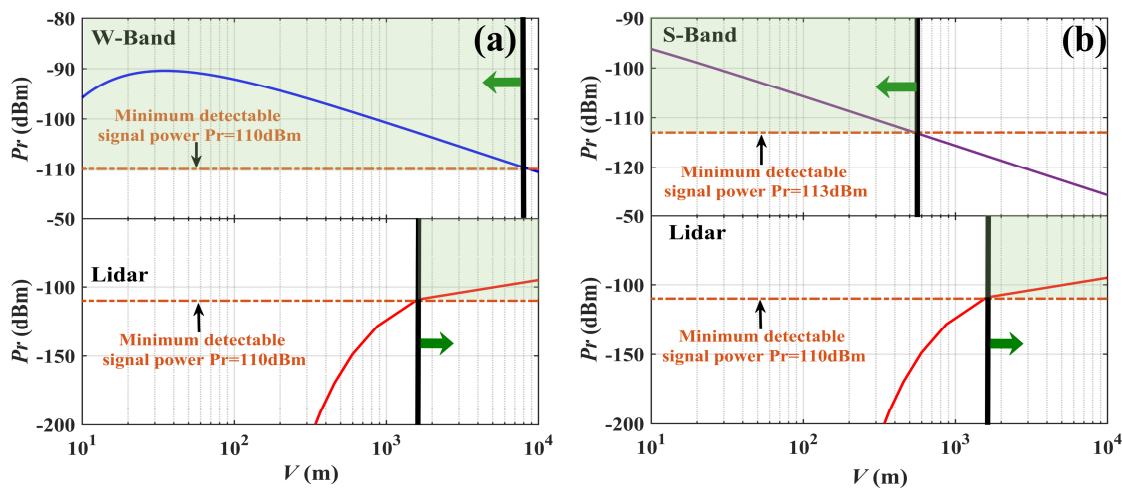 -80
W-Band
(a)
-90
Pr (dBm)
Minimum detectable
signal power Pr=110dBm
-100
-110
-50
Lidar
-100
Pr (dBm)
Minimum detectable
signal power Pr=110dBm
-150
-200
10^1 10^2 10^3 10^4
V (m)
-90
S-Band
(b)
-100
Pr (dBm)
-110
Minimum detectable
signal power Pr=113dBm
-120
-50
Lidar
-100
Pr (dBm)
Minimum detectable
signal power Pr=110dBm
-150
-200
10^1 10^2 10^3 10^4
V (m)